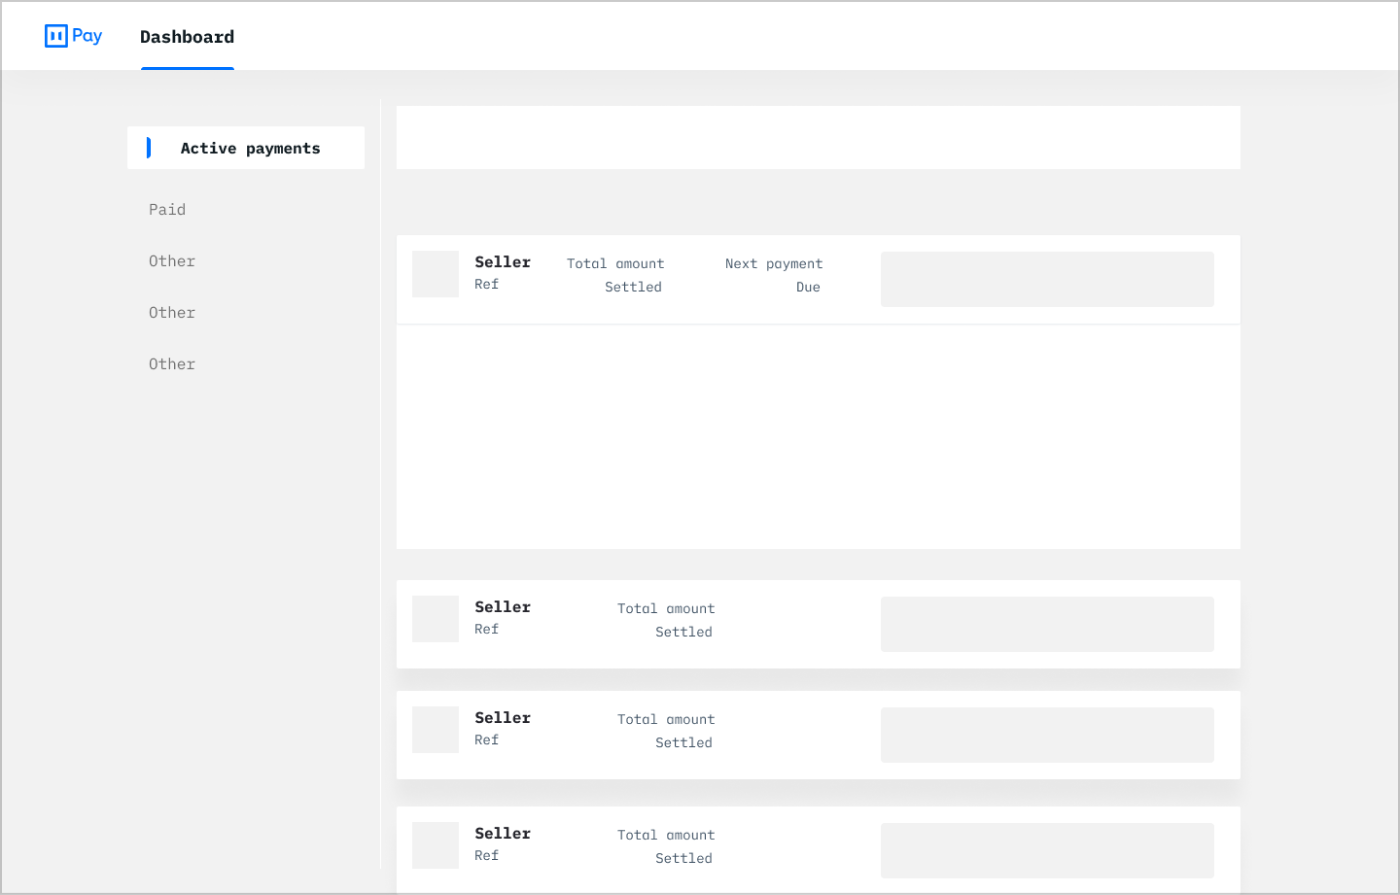 Pay
Dashboard
Active payments
Paid
Other
Other
Other
Seller Total amount Next payment
Ref Settled Due
Seller Total amount
Ref Settled
Seller Total amount
Ref Settled
Seller Total amount
Ref Settled